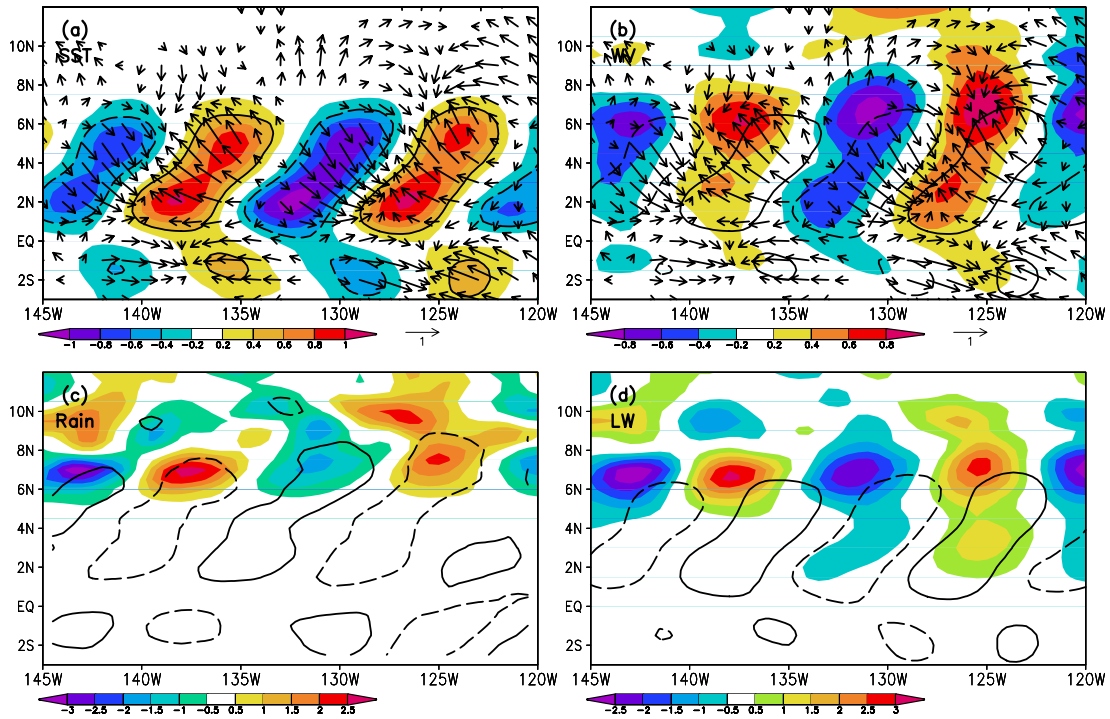 (a)
SST
10N
8N
6N
4N
2N
EQ
2S
145W 140W 135W 130W 125W 120W
-1 -0.8 -0.6 -0.4 -0.2 0.2 0.4 0.6 0.8 1
1
(b)
WV
10N
8N
6N
4N
2N
EQ
2S
145W 140W 135W 130W 125W 120W
-0.8 -0.6 -0.4 -0.2 0.2 0.4 0.6 0.8
1
(c)
Rain
10N
8N
6N
4N
2N
EQ
2S
145W 140W 135W 130W 125W 120W
-3 -2.5 -2 -1.5 -1 -0.5 0.5 1 1.5 2 2.5
(d)
LW
10N
8N
6N
4N
2N
EQ
2S
145W 140W 135W 130W 125W 120W
-2.5 -2 -1.5 -1 -0.5 0.5 1 1.5 2 2.5 3